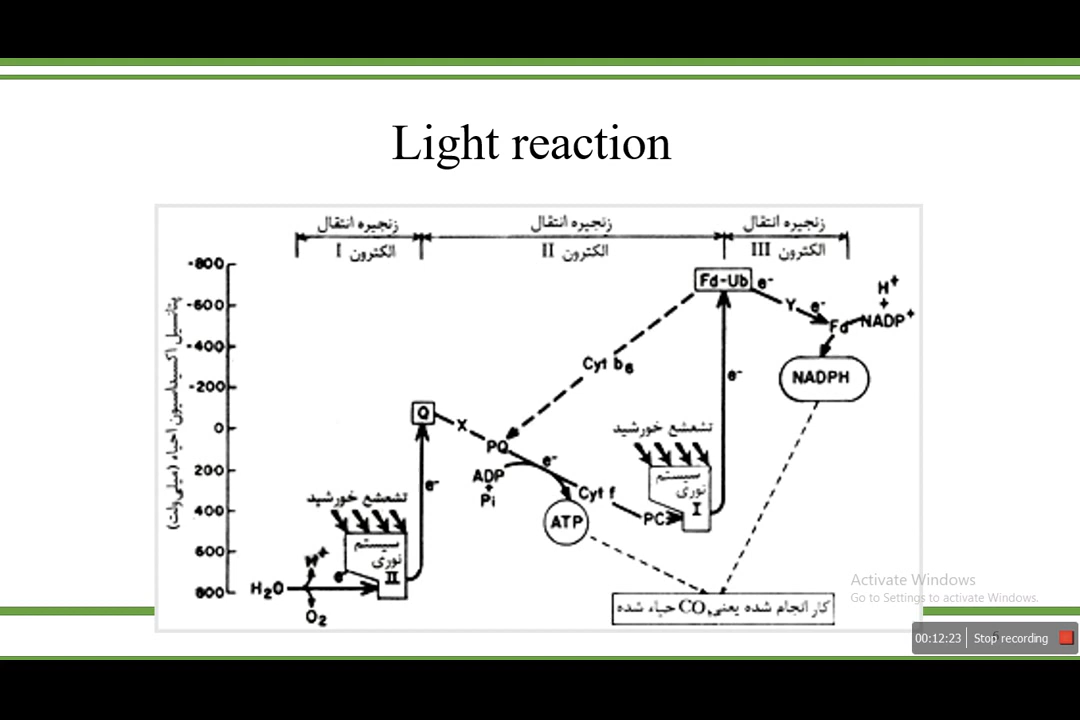 Light reaction
زنجیره انتقال
الکترون I
زنجیره انتقال
الکترون II
زنجیره انتقال
الکترون III
پتانسیل اکسیداسیون احیاء (میلی‌ولت)
-800
-600
-400
-200
0
200
400
600
800
Fd-Ub
e-
Y
e-
Fd
H+
+
NADP+
NADPH
Cyt b6
e-
Q
X
PQ
e-
ADP
+
Pi
ATP
Cyt f
PC
تشعشع خورشید
سیستم
نوری
I
e-
تشعشع خورشید
سیستم
نوری
II
H2O
H+
e
O2
کار انجام شده یعنی CO2 احیاء شده
Activate Windows
Go to Settings to activate Windows.
00:12:23
Stop recording